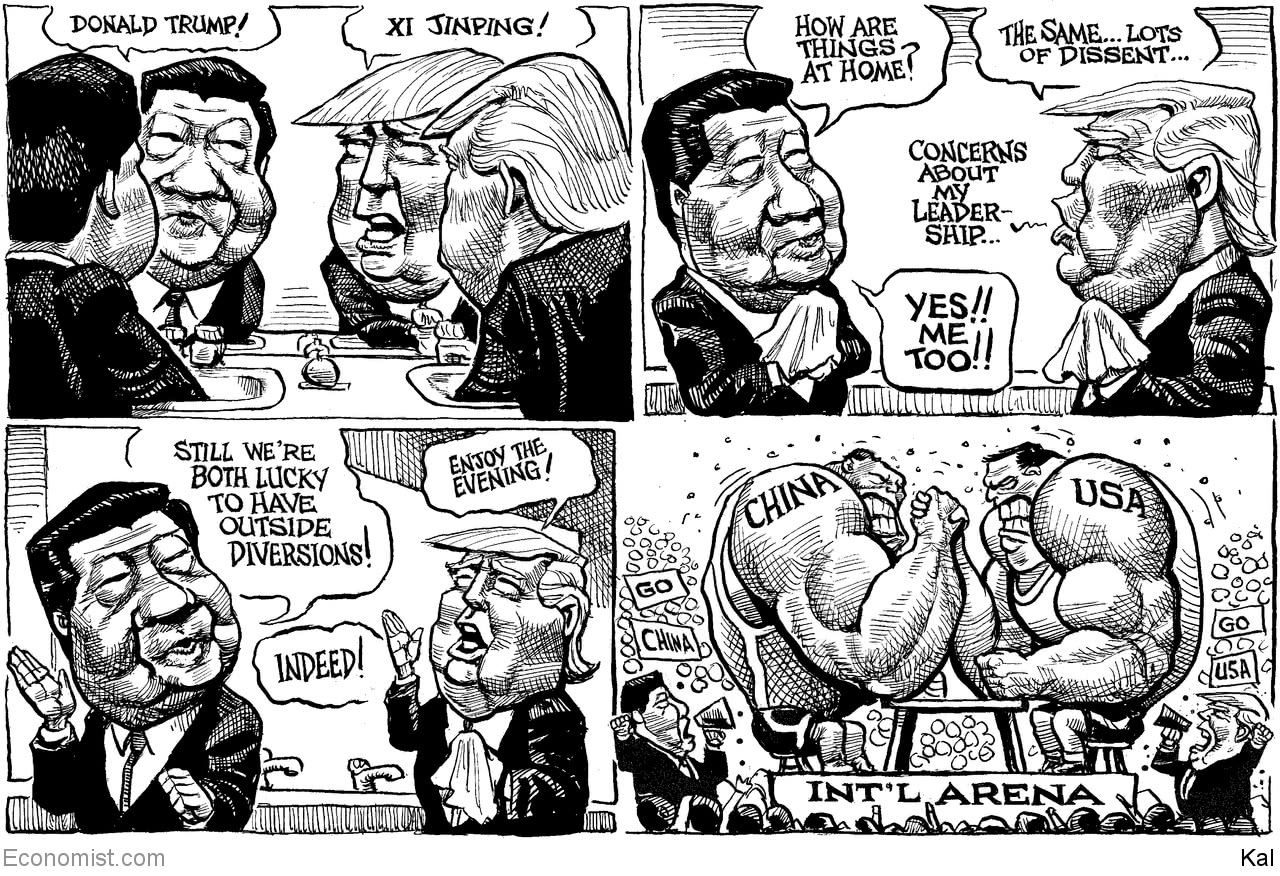 DONALD TRUMP!
XI JINPING!
HOW ARE
THINGS
AT HOME?
THE SAME... LOTS
OF DISSENT...
CONCERNS
ABOUT
MY
LEADER-
SHIP...
YES!!
ME
TOO!!
STILL WE'RE
BOTH LUCKY
TO HAVE
OUTSIDE
DIVERSIONS!
INDEED!
ENJOY THE
EVENING!
CHINA
USA
GO
CHINA
GO
USA
INT'L ARENA
Economist.com
Kal